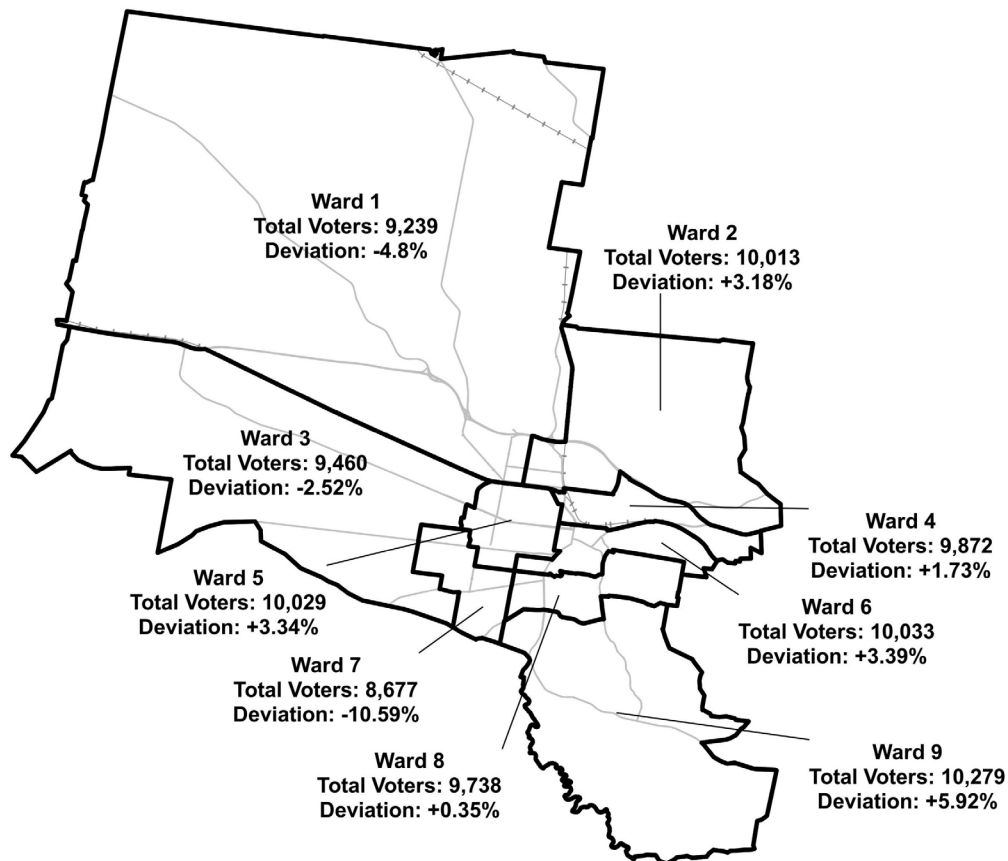 Ward 1
Total Voters: 9,239
Deviation: -4.8%
Ward 2
Total Voters: 10,013
Deviation: +3.18%
Ward 3
Total Voters: 9,460
Deviation: -2.52%
Ward 4
Total Voters: 9,872
Deviation: +1.73%
Ward 5
Total Voters: 10,029
Deviation: +3.34%
Ward 6
Total Voters: 10,033
Deviation: +3.39%
Ward 7
Total Voters: 8,677
Deviation: -10.59%
Ward 8
Total Voters: 9,738
Deviation: +0.35%
Ward 9
Total Voters: 10,279
Deviation: +5.92%